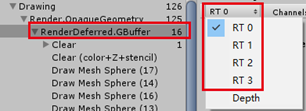 Drawing 126
Render.OpaqueGeometry 125
RenderDeferred.GBuffer 16
Clear 1
Clear (color+Z+stencil)
Draw Mesh Sphere (17)
Draw Mesh Sphere (16)
Draw Mesh Sphere (15)
Draw Mesh Sphere (14)
RT 0
RT 0
RT 1
RT 2
RT 3
Depth
Channels